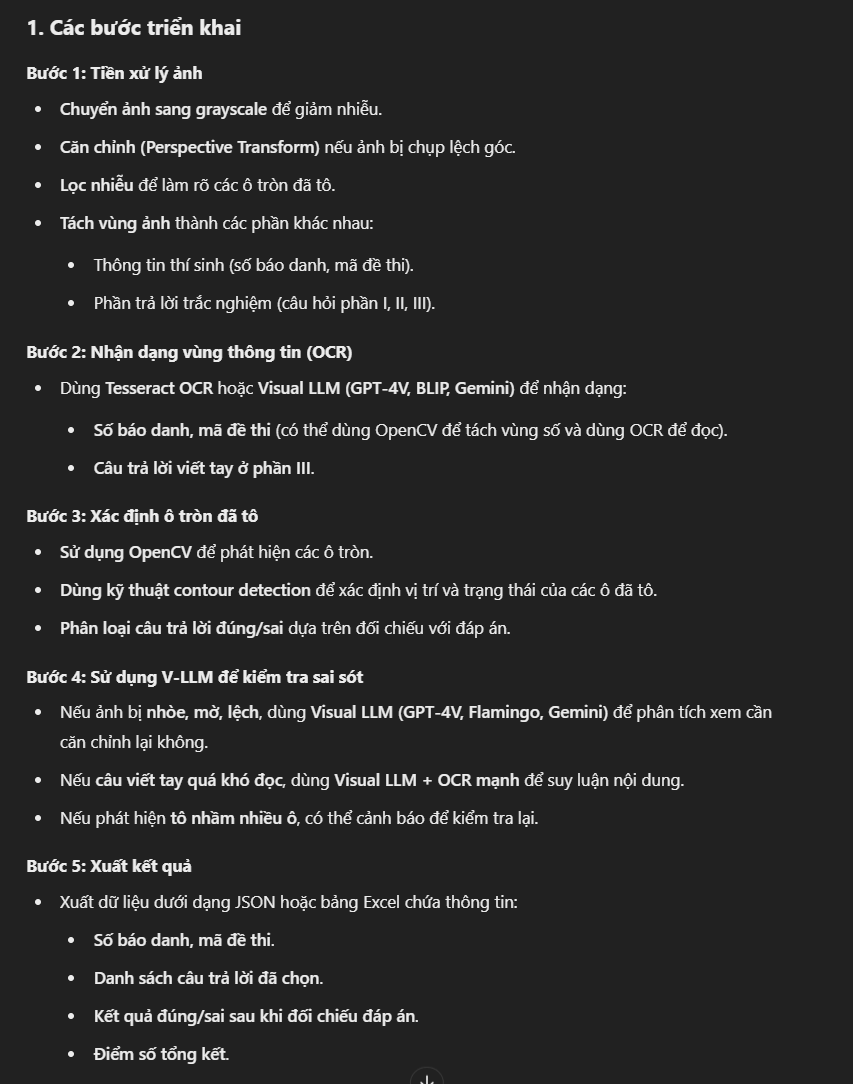 1. Các bước triển khai
Bước 1: Tiền xử lý ảnh
Chuyển ảnh sang grayscale để giảm nhiễu.
Căn chỉnh (Perspective Transform) nếu ảnh bị chụp lệch góc.
Lọc nhiễu để làm rõ các ô tròn đã tô.
Tách vùng ảnh thành các phần khác nhau:
Thông tin thí sinh (số báo danh, mã đề thi).
Phần trả lời trắc nghiệm (câu hỏi phần I, II, III).
Bước 2: Nhận dạng vùng thông tin (OCR)
Dùng Tesseract OCR hoặc Visual LLM (GPT-4V, BLIP, Gemini) để nhận dạng:
Số báo danh, mã đề thi (có thể dùng OpenCV để tách vùng số và dùng OCR để đọc).
Câu trả lời viết tay ở phần III.
Bước 3: Xác định ô tròn đã tô
Sử dụng OpenCV để phát hiện các ô tròn.
Dùng kỹ thuật contour detection để xác định vị trí và trạng thái của các ô đã tô.
Phân loại câu trả lời đúng/sai dựa trên đối chiếu với đáp án.
Bước 4: Sử dụng V-LLM để kiểm tra sai sót
Nếu ảnh bị nhòe, mờ, lệch, dùng Visual LLM (GPT-4V, Flamingo, Gemini) để phân tích xem cần
căn chỉnh lại không.
Nếu câu viết tay quá khó đọc, dùng Visual LLM + OCR mạnh để suy luận nội dung.
Nếu phát hiện tô nhầm nhiều ô, có thể cảnh báo để kiểm tra lại.
Bước 5: Xuất kết quả
Xuất dữ liệu dưới dạng JSON hoặc bảng Excel chứa thông tin:
Số báo danh, mã đề thi.
Danh sách câu trả lời đã chọn.
Kết quả đúng/sai sau khi đối chiếu đáp án.
Điểm số tổng kết.